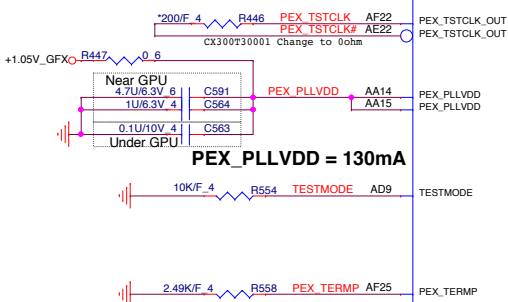 *200/F_4 R446 PEX_TSTCLK AF22 PEX_TSTCLK_OUT
PEX_TSTCLK# AE22 PEX_TSTCLK_OUT
CX300T30001 Change to 0ohm
+1.05V_GFX R447 0_6
Near GPU
4.7U/6.3V_6 C591 PEX_PLLVDD AA14 PEX_PLLVDD
1U/6.3V_4 C564 AA15 PEX_PLLVDD
0.1U/10V_4 C563
Under GPU
PEX_PLLVDD = 130mA
10K/F_4 R554 TESTMODE AD9 TESTMODE
2.49K/F_4 R558 PEX_TERMP AF25 PEX_TERMP